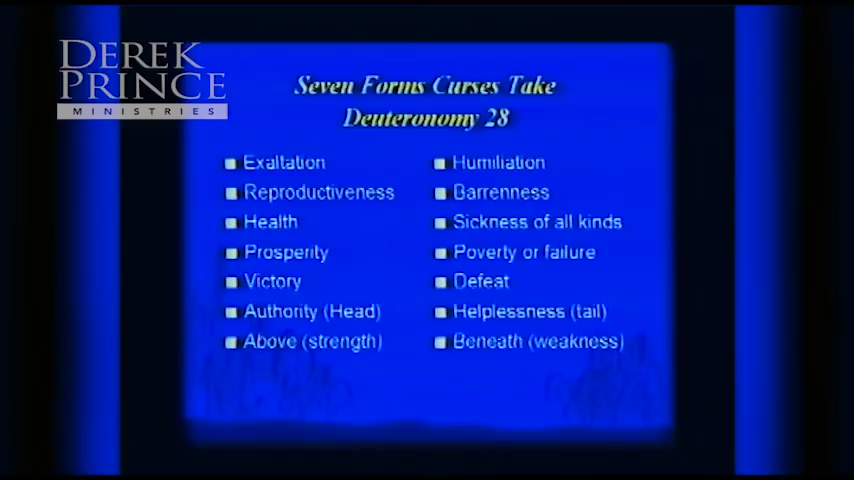 DEREK
PRINCE
MINISTRIES
Seven Forms Curses Take
Deuteronomy 28
Exaltation
Reproductiveness
Health
Prosperity
Victory
Authority (Head)
Above (strength)
Humiliation
Barrenness
Sickness of all kinds
Poverty or failure
Defeat
Helplessness (tail)
Beneath (weakness)